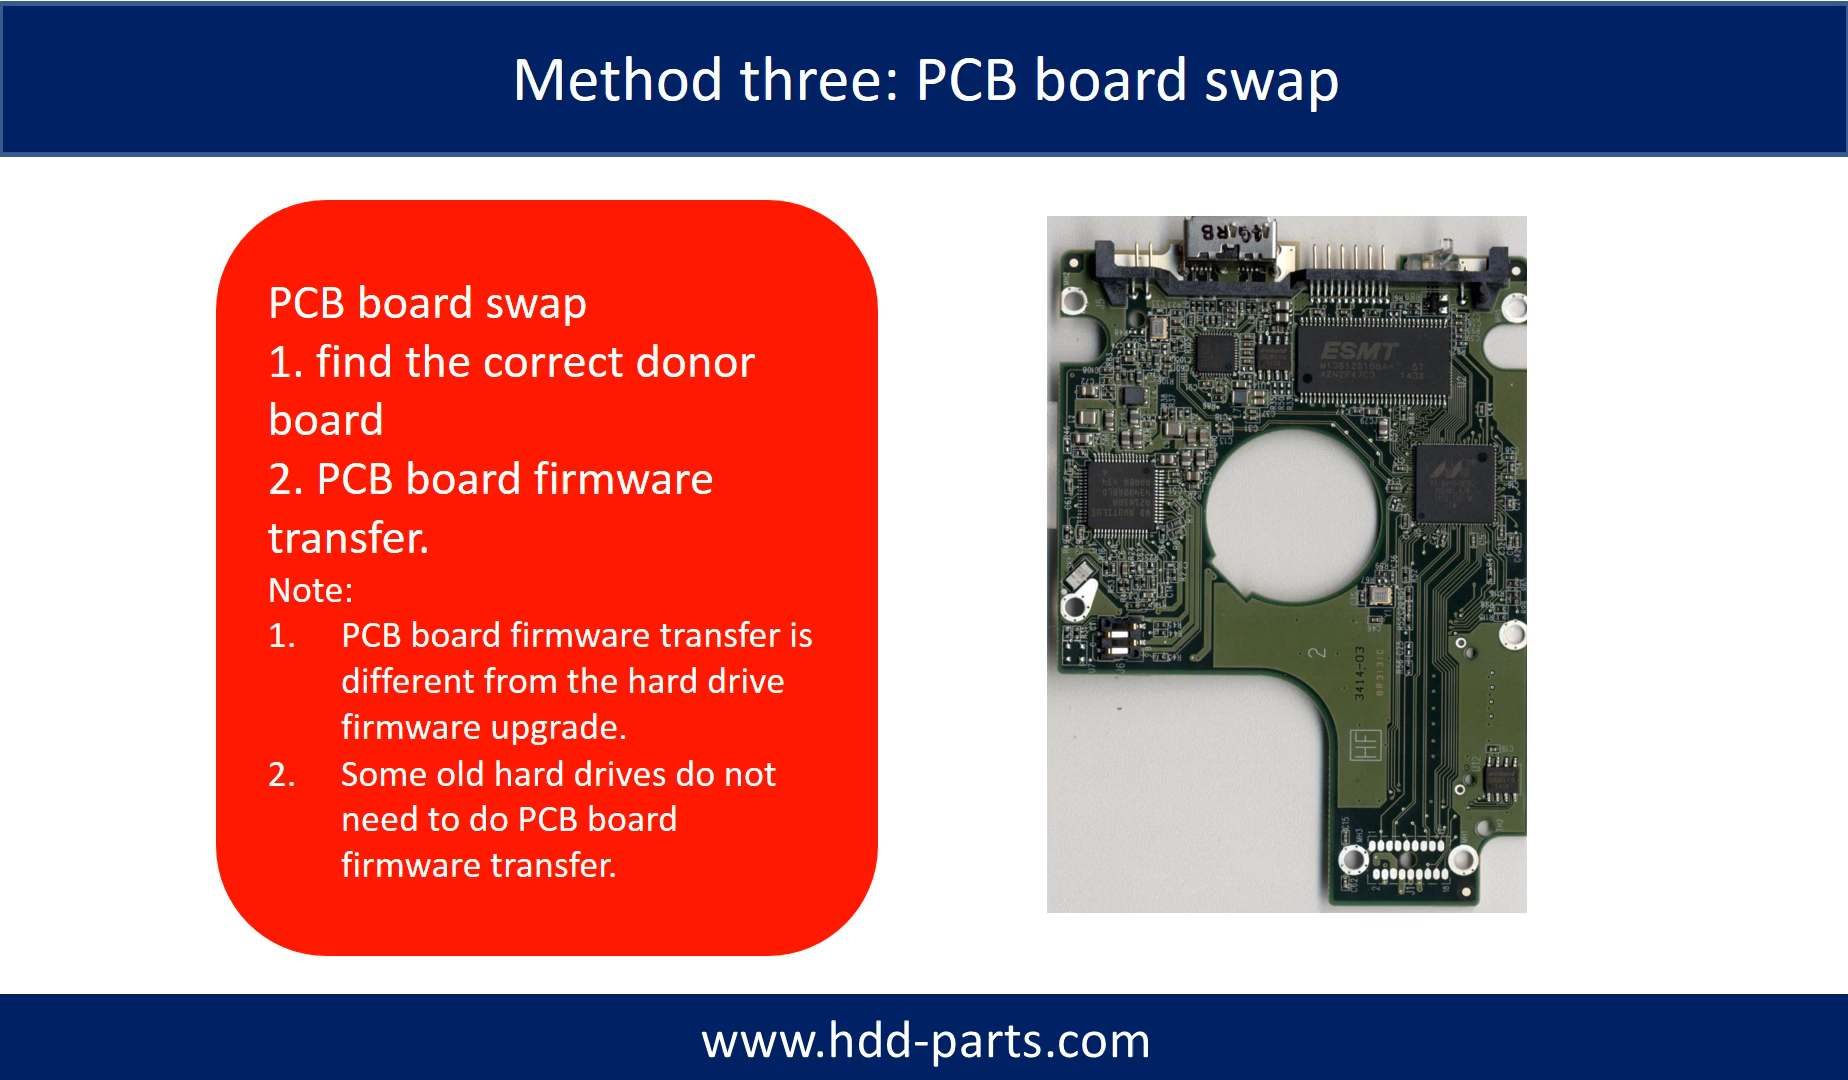 Method three: PCB board swap
PCB board swap
1. find the correct donor
board
2. PCB board firmware
transfer.
Note:
1. PCB board firmware transfer is
different from the hard drive
firmware upgrade.
2. Some old hard drives do not
need to do PCB board
firmware transfer.
ESMT
2
3414-03
HF
www.hdd-parts.com